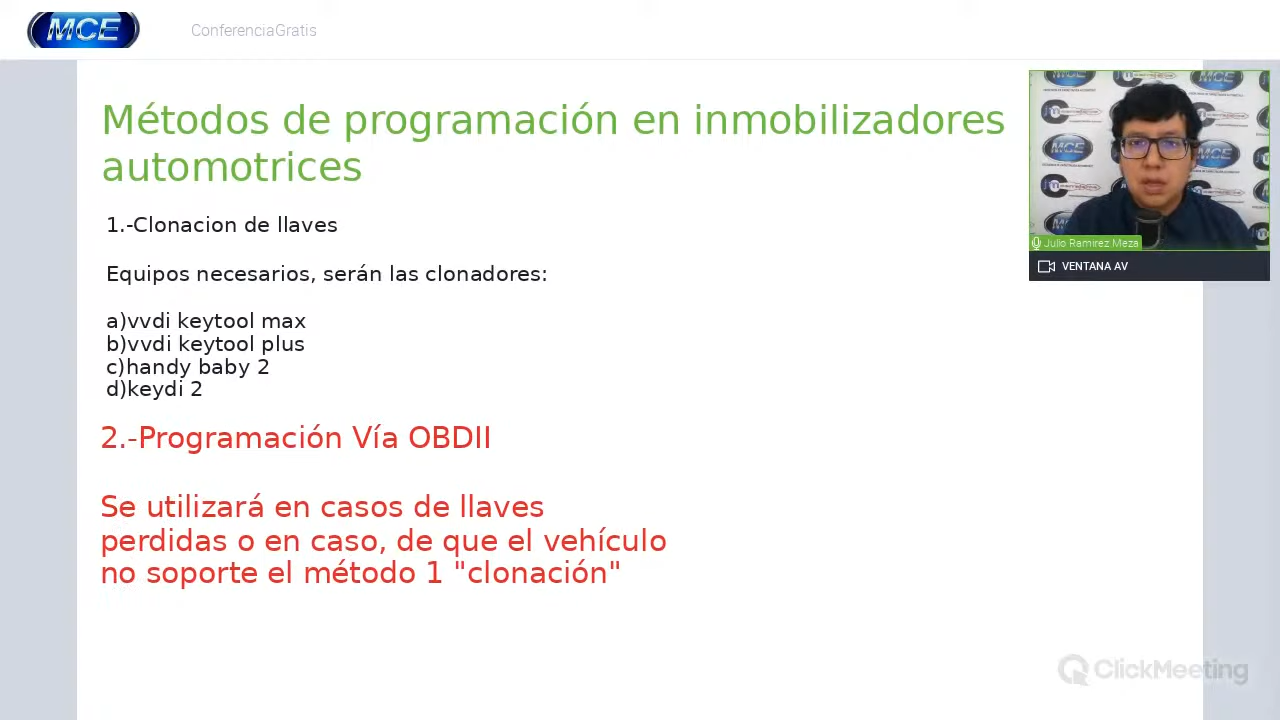 MCE
ConferenciaGratis
Métodos de programación en inmobilizadores
automotrices
1.-Clonacion de llaves
Equipos necesarios, serán las clonadores:
a)vvdi keytool max
b)vvdi keytool plus
c)handy baby 2
d)keydi 2
2.-Programación Vía OBDII
Se utilizará en casos de llaves
perdidas o en caso, de que el vehículo
no soporte el método 1 "clonación"
MCE
MCE
MCE
Julio Ramirez Meza
VENTANA AV
ClickMeeting